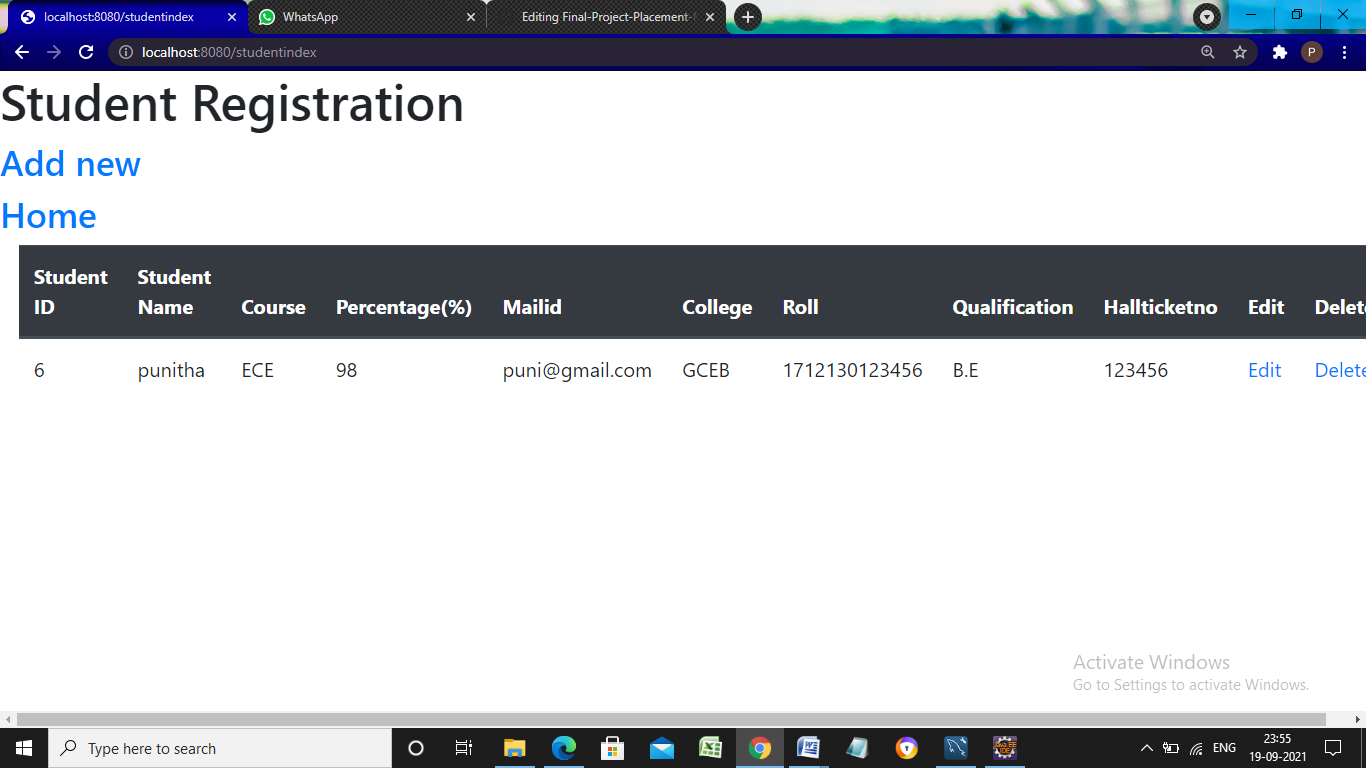 localhost:8080/studentindex
WhatsApp
Editing Final-Project-Placement-
localhost:8080/studentindex
P
Student Registration
Add new
Home
Student ID Student Name Course Percentage(%) Mailid College Roll Qualification Hallticketno Edit Delete
6 punitha ECE 98 puni@gmail.com GCEB 1712130123456 B.E 123456 Edit Delete
Activate Windows
Go to Settings to activate Windows.
Type here to search
ENG
23:55
19-09-2021